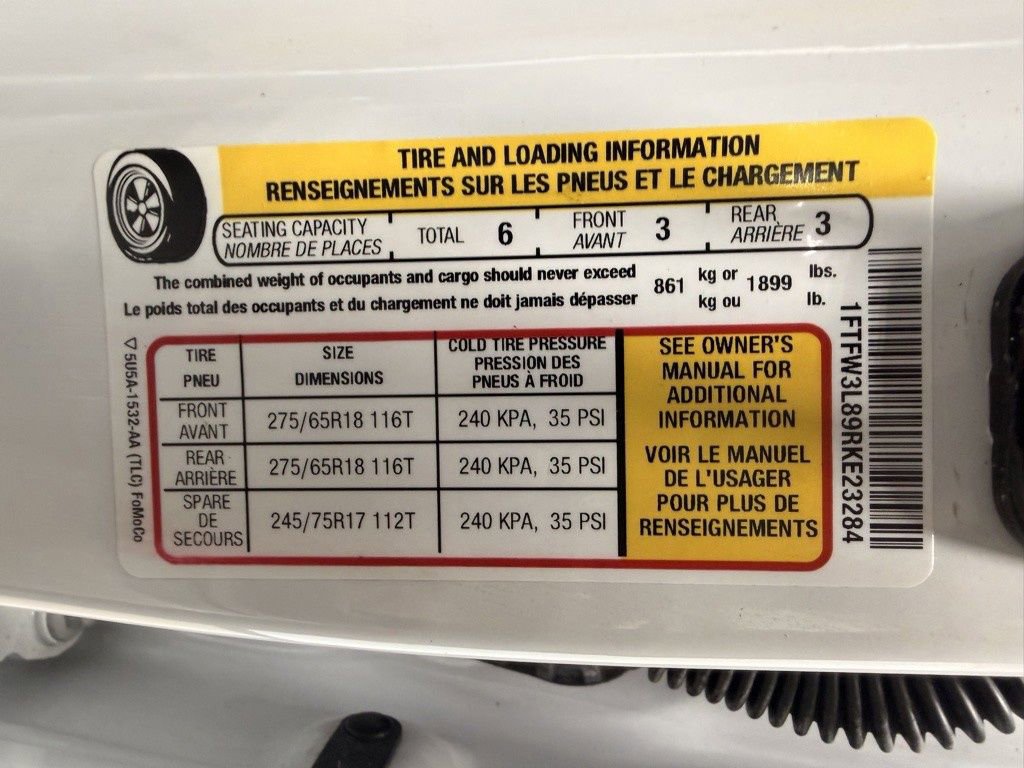 TIRE AND LOADING INFORMATION
RENSEIGNEMENTS SUR LES PNEUS ET LE CHARGEMENT
SEATING CAPACITY
NOMBRE DE PLACES
TOTAL 6
FRONT
AVANT
3
REAR
ARRIÈRE
3
The combined weight of occupants and cargo should never exceed
Le poids total des occupants et du chargement ne doit jamais dépasser
861
kg or
kg ou
1899
lbs.
lb.
TIRE
PNEU
SIZE
DIMENSIONS
COLD TIRE PRESSURE
PRESSION DES
PNEUS À FROID
FRONT
AVANT
275/65R18 116T
240 KPA, 35 PSI
REAR
ARRIÈRE
275/65R18 116T
240 KPA, 35 PSI
SPARE
DE
SECOURS
245/75R17 112T
240 KPA, 35 PSI
SEE OWNER'S
MANUAL FOR
ADDITIONAL
INFORMATION
VOIR LE MANUEL
DE L'USAGER
POUR PLUS DE
RENSEIGNEMENTS
1FTFW3L89RKE23284
▽ 5U5A-1532-AA (TLC) FoMoCo